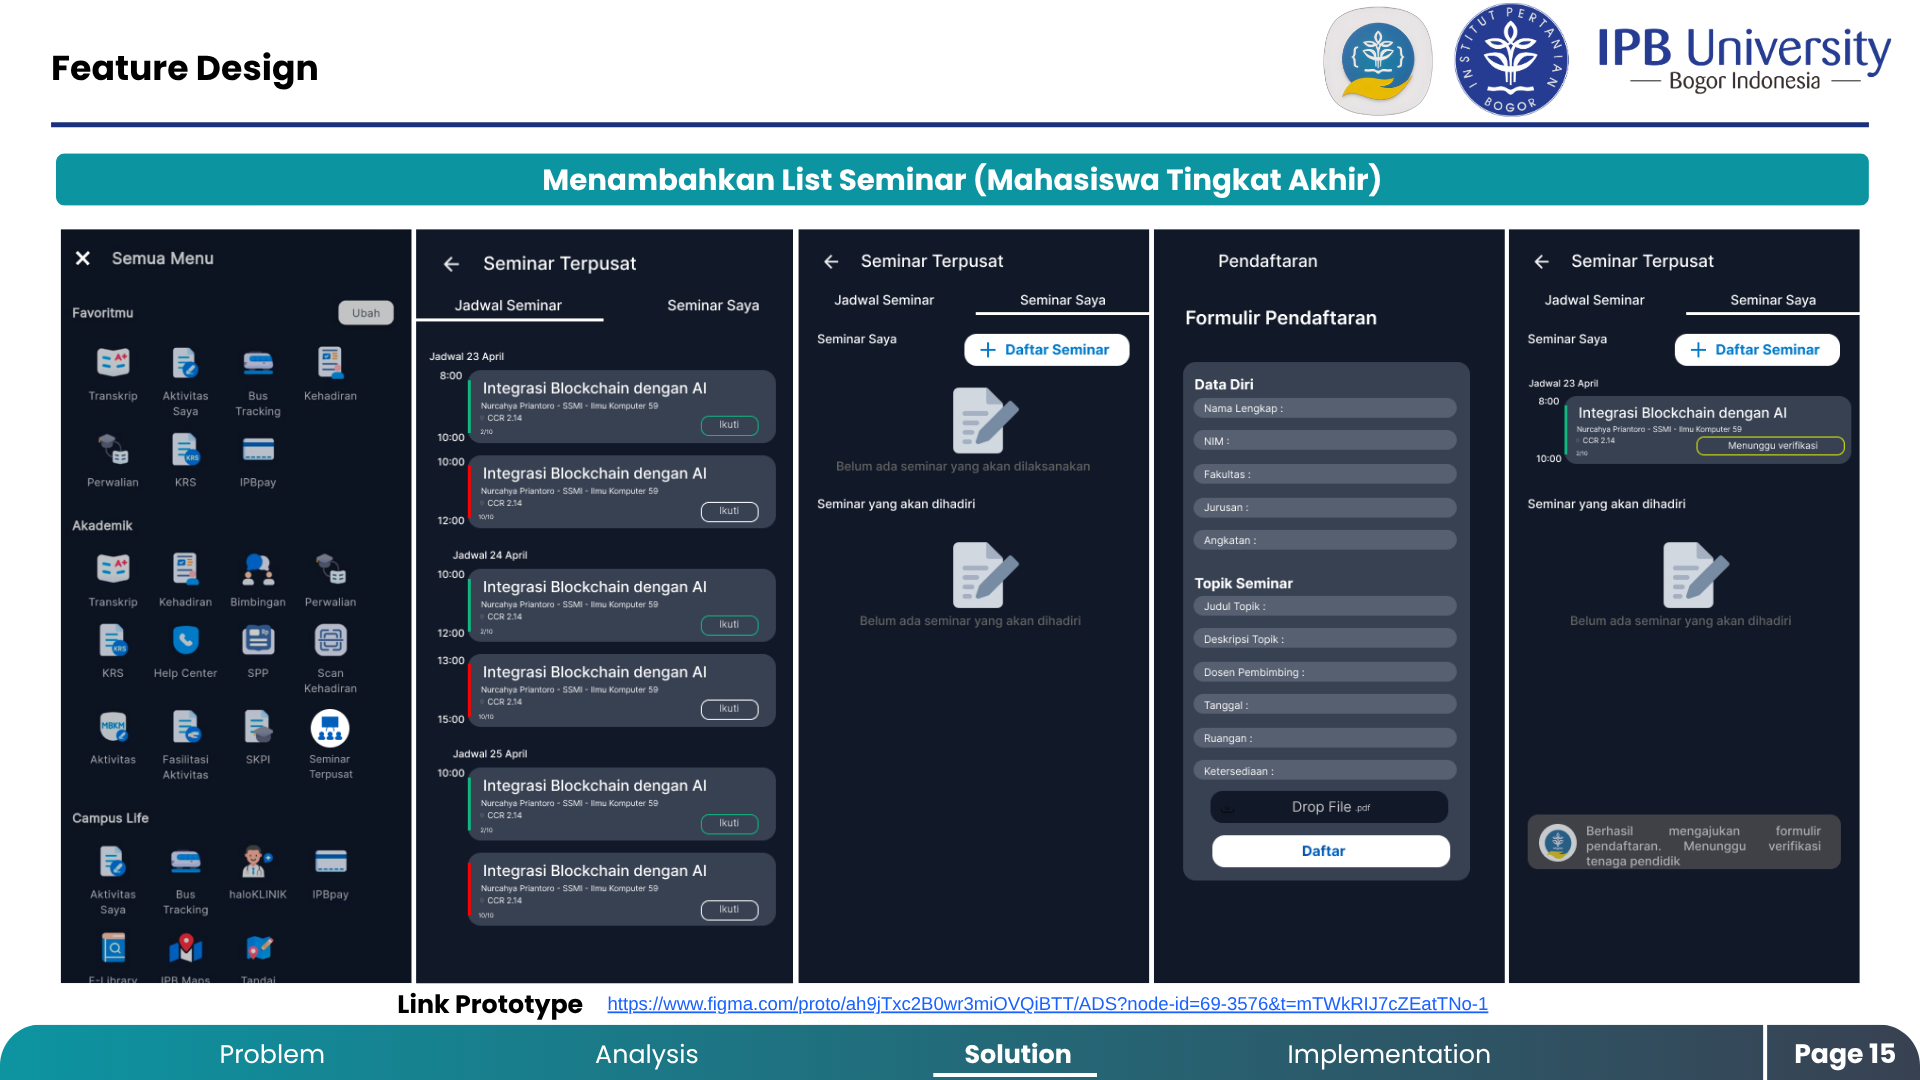 Feature Design
INSTITUT PERTANIAN
BOGOR
IPB University
Bogor Indonesia
Menambahkan List Seminar (Mahasiswa Tingkat Akhir)
Semua Menu
Favoritmu
Ubah
Transkrip
Aktivitas
Saya
Bus
Tracking
Kehadiran
Perwalian
KRS
IPBpay
Akademik
Transkrip
Kehadiran
Bimbingan
Perwalian
KRS
Help Center
SPP
Scan
Kehadiran
Aktivitas
Fasilitasi
Aktivitas
SKPI
Seminar
Terpusat
Campus Life
Aktivitas
Saya
Bus
Tracking
haloKLINIK
IPBpay
E-Library
IPB Maps
Tandai
Seminar Terpusat
Jadwal Seminar
Seminar Saya
Jadwal 23 April
8:00
Integrasi Blockchain dengan AI
Nurcahya Priantoro - SSMI - Ilmu Komputer 59
CCR 2.14
2/10
Ikuti
10:00
10:00
Integrasi Blockchain dengan AI
Nurcahya Priantoro - SSMI - Ilmu Komputer 59
CCR 2.14
10/10
Ikuti
12:00
Jadwal 24 April
10:00
Integrasi Blockchain dengan AI
Nurcahya Priantoro - SSMI - Ilmu Komputer 59
CCR 2.14
2/10
Ikuti
12:00
13:00
Integrasi Blockchain dengan AI
Nurcahya Priantoro - SSMI - Ilmu Komputer 59
CCR 2.14
10/10
Ikuti
15:00
Jadwal 25 April
10:00
Integrasi Blockchain dengan AI
Nurcahya Priantoro - SSMI - Ilmu Komputer 59
CCR 2.14
2/10
Ikuti
Integrasi Blockchain dengan AI
Nurcahya Priantoro - SSMI - Ilmu Komputer 59
CCR 2.14
10/10
Ikuti
Seminar Terpusat
Jadwal Seminar
Seminar Saya
Seminar Saya
+ Daftar Seminar
Belum ada seminar yang akan dilaksanakan
Seminar yang akan dihadiri
Belum ada seminar yang akan dihadiri
Pendaftaran
Formulir Pendaftaran
Data Diri
Nama Lengkap :
NIM :
Fakultas :
Jurusan :
Angkatan :
Topik Seminar
Judul Topik :
Deskripsi Topik :
Dosen Pembimbing :
Tanggal :
Ruangan :
Ketersediaan :
Drop File .pdf
Daftar
Seminar Terpusat
Jadwal Seminar
Seminar Saya
Seminar Saya
+ Daftar Seminar
Jadwal 23 April
8:00
Integrasi Blockchain dengan AI
Nurcahya Priantoro - SSMI - Ilmu Komputer 59
CCR 2.14
2/10
Menunggu verifikasi
10:00
Seminar yang akan dihadiri
Belum ada seminar yang akan dihadiri
Berhasil mengajukan formulir
pendaftaran. Menunggu verifikasi
tenaga pendidik
Link Prototype
https://www.figma.com/proto/ah9jTxc2B0wr3miOVQiBTT/ADS?node-id=69-3576&t=mTWkRIJ7cZEatTNo-1
Problem
Analysis
Solution
Implementation
Page 15